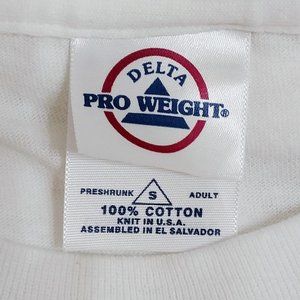 DELTA
PRO WEIGHT®
PRESHRUNK S ADULT
100% COTTON
KNIT IN U.S.A.
ASSEMBLED IN EL SALVADOR